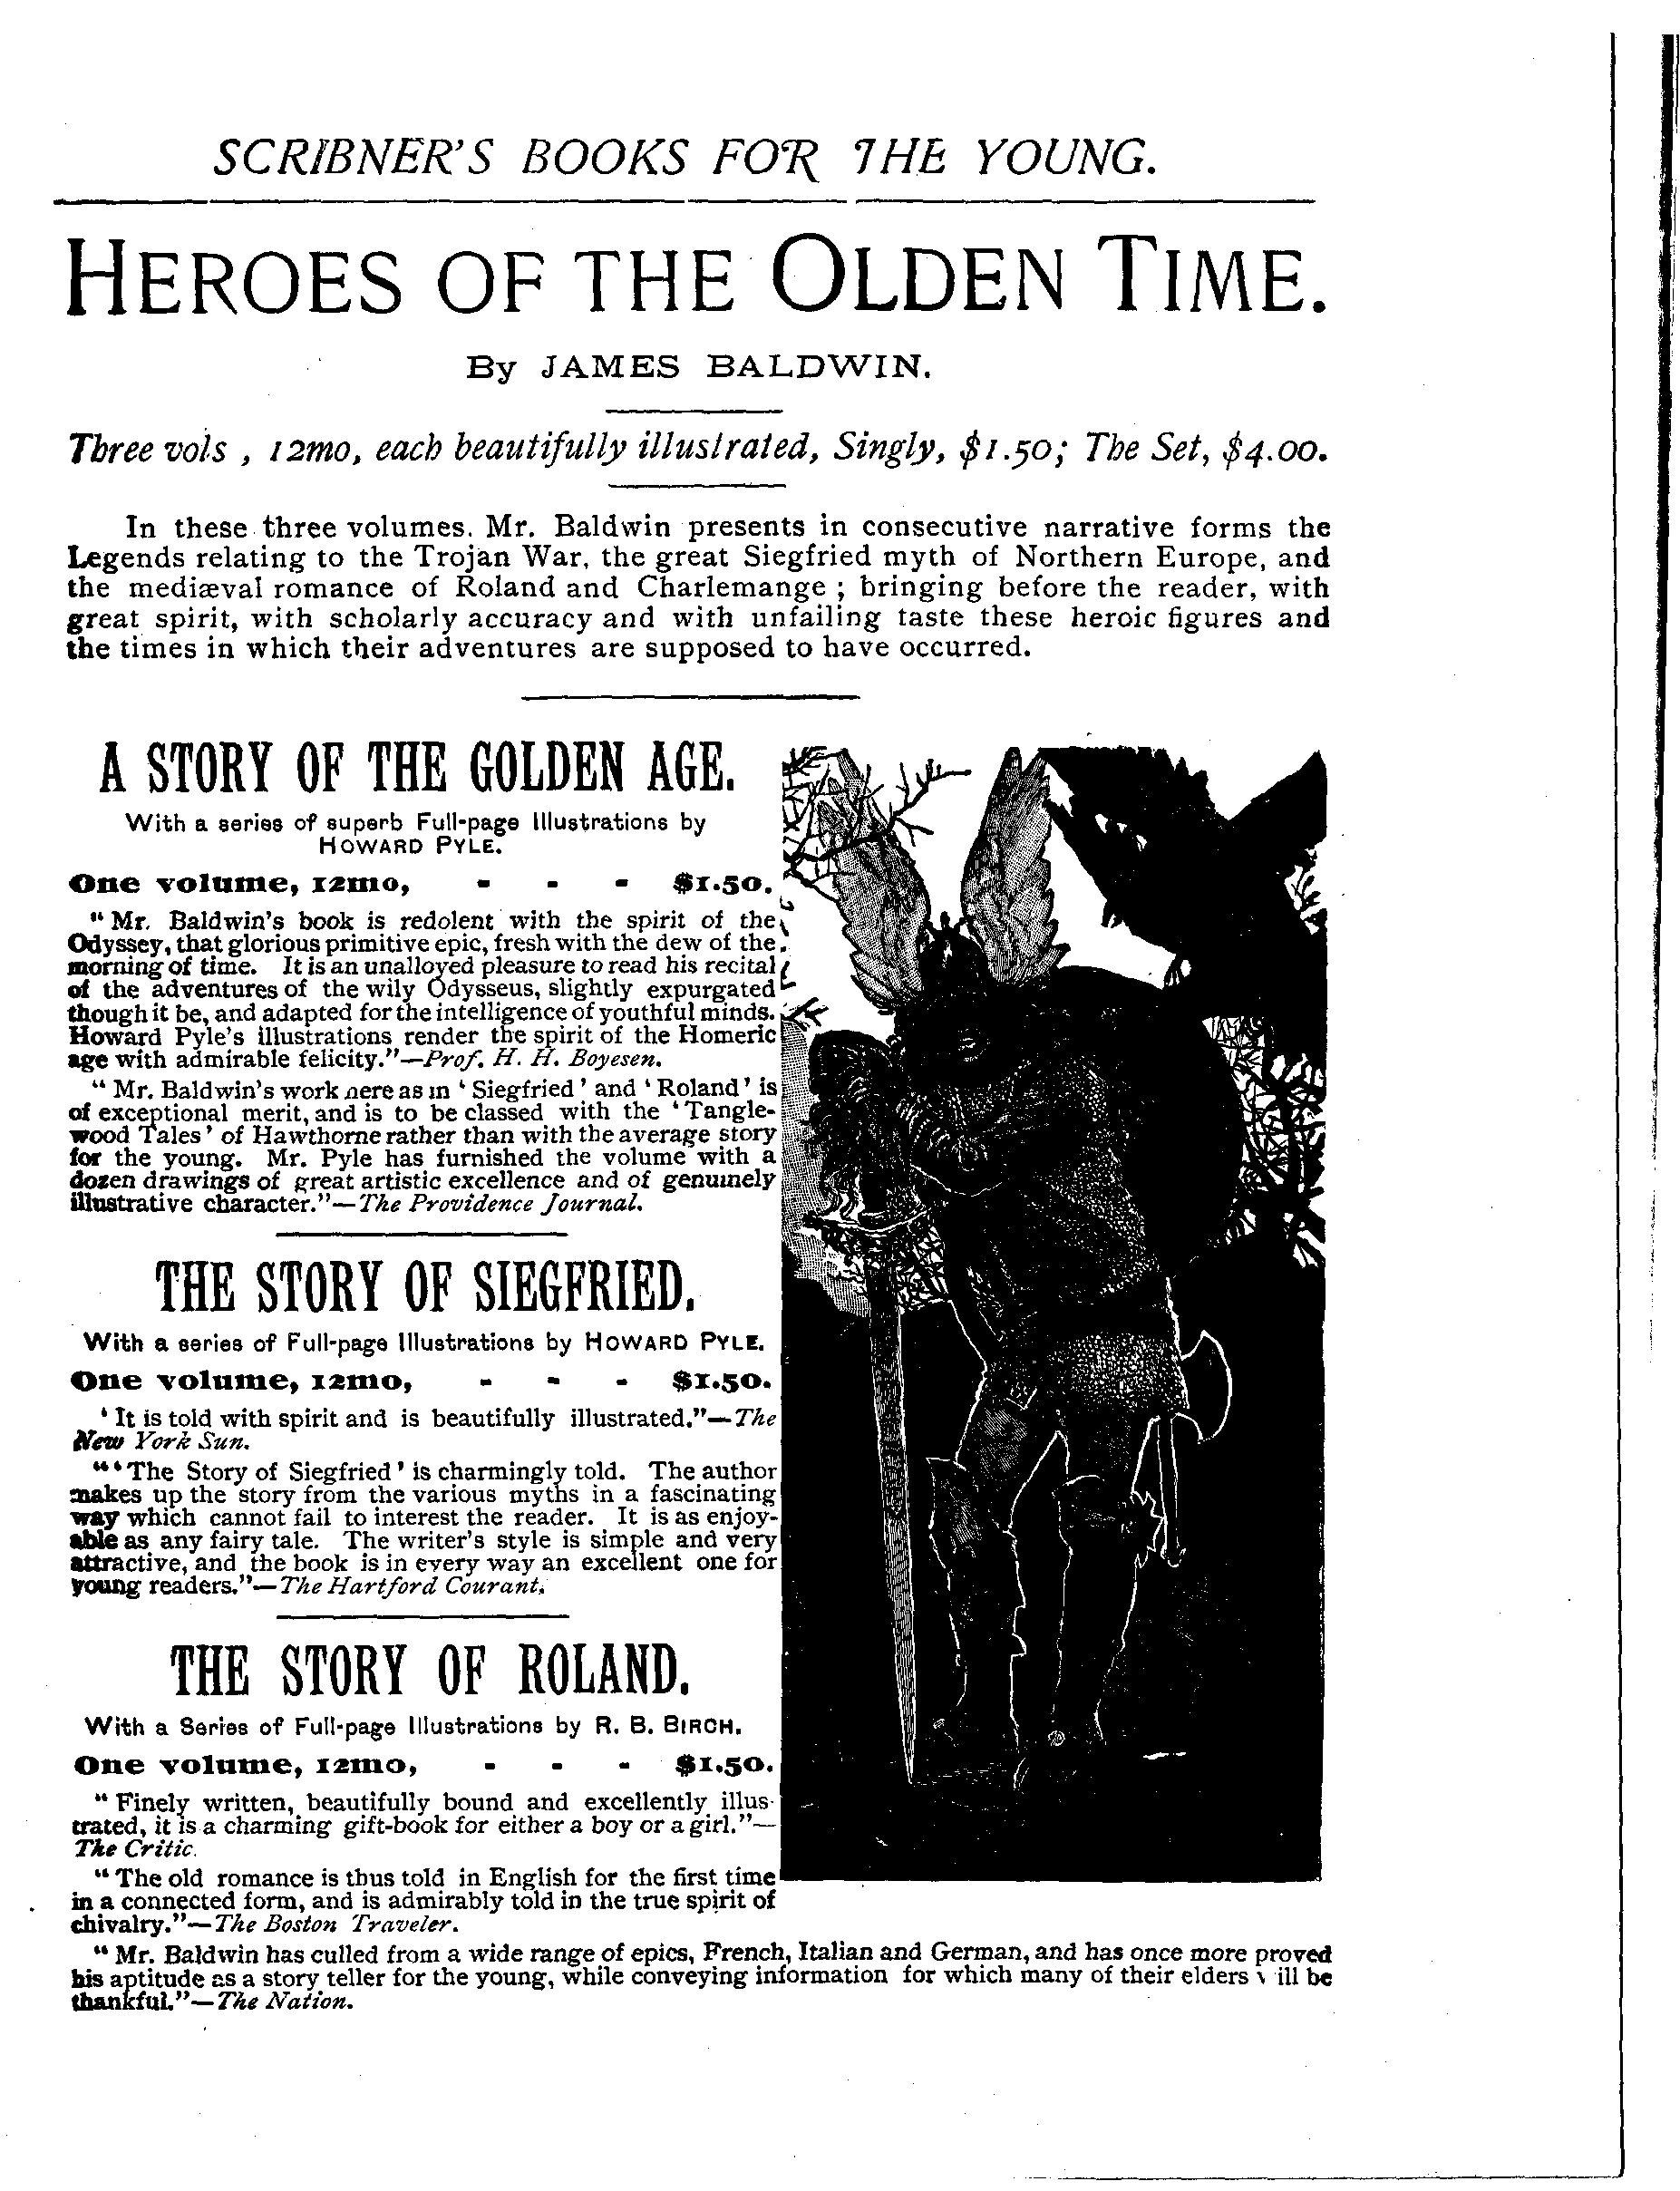 SCRIBNER'S BOOKS FOR THE YOUNG.
HEROES OF THE OLDEN TIME.
By JAMES BALDWIN.
Three vols , 12mo, each beautifully illustrated, Singly, $1.50; The Set, $4.00.
In these three volumes. Mr. Baldwin presents in consecutive narrative forms the
Legends relating to the Trojan War, the great Siegfried myth of Northern Europe, and
the mediæval romance of Roland and Charlemange ; bringing before the reader, with
great spirit, with scholarly accuracy and with unfailing taste these heroic figures and
the times in which their adventures are supposed to have occurred.
A STORY OF THE GOLDEN AGE.
With a series of superb Full-page Illustrations by
HOWARD PYLE.
One volume, 12mo, - - - $1.50.
"Mr. Baldwin's book is redolent with the spirit of the
Odyssey, that glorious primitive epic, fresh with the dew of the
morning of time. It is an unalloyed pleasure to read his recital
of the adventures of the wily Odysseus, slightly expurgated
though it be, and adapted for the intelligence of youthful minds.
Howard Pyle's illustrations render the spirit of the Homeric
age with admirable felicity."—Prof. H. H. Boyesen.
"Mr. Baldwin's work here as in 'Siegfried' and 'Roland' is
of exceptional merit, and is to be classed with the 'Tangle-
wood Tales' of Hawthorne rather than with the average story
for the young. Mr. Pyle has furnished the volume with a
dozen drawings of great artistic excellence and of genuinely
illustrative character."—The Providence Journal.
THE STORY OF SIEGFRIED.
With a series of Full-page Illustrations by HOWARD PYLE.
One volume, 12mo, - - - $1.50.
'It is told with spirit and is beautifully illustrated."—The
New York Sun.
"'The Story of Siegfried' is charmingly told. The author
makes up the story from the various myths in a fascinating
way which cannot fail to interest the reader. It is as enjoy-
able as any fairy tale. The writer's style is simple and very
attractive, and the book is in every way an excellent one for
young readers."—The Hartford Courant.
THE STORY OF ROLAND.
With a Series of Full-page Illustrations by R. B. BIRCH.
One volume, 12mo, - - - $1.50.
"Finely written, beautifully bound and excellently illus-
trated, it is a charming gift-book for either a boy or a girl."—
The Critic.
"The old romance is thus told in English for the first time
in a connected form, and is admirably told in the true spirit of
chivalry."—The Boston Traveler.
"Mr. Baldwin has culled from a wide range of epics, French, Italian and German, and has once more proved
his aptitude as a story teller for the young, while conveying information for which many of their elders will be
thankful."—The Nation.